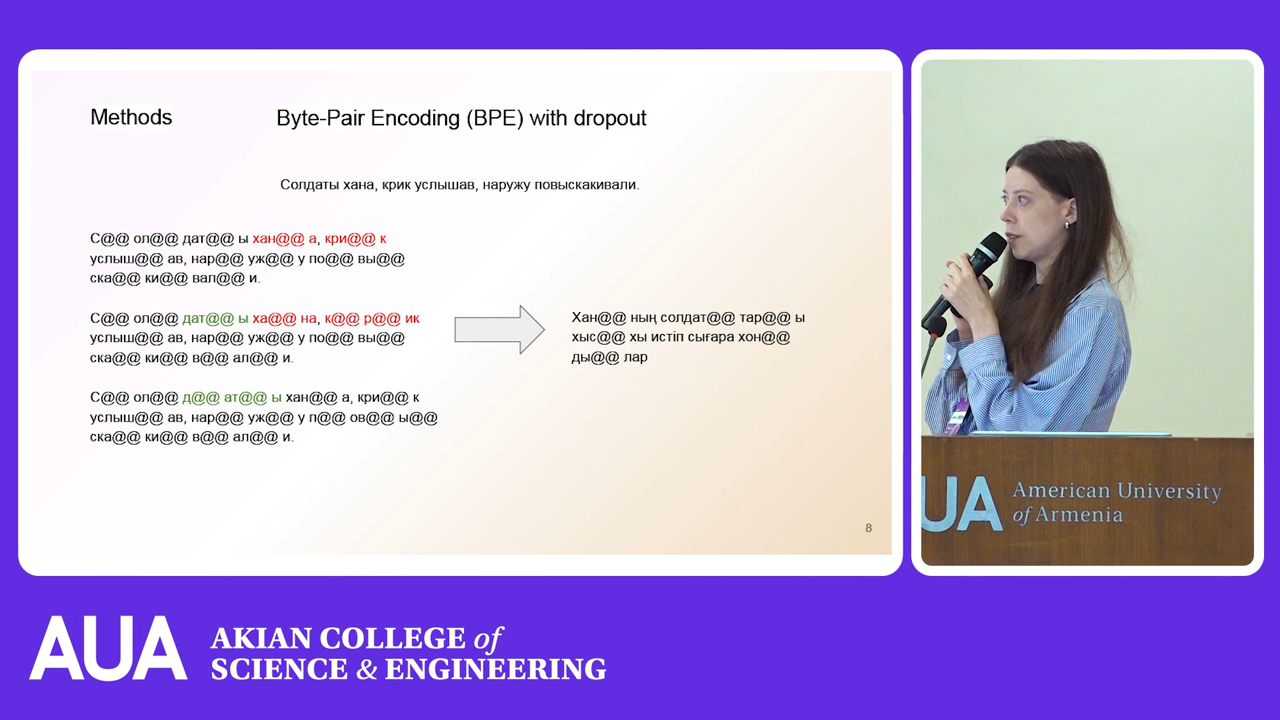 Methods
Byte-Pair Encoding (BPE) with dropout
Солдаты хана, крик услышав, наружу повыскакивали.
С@@ ол@@ дат@@ ы хан@@ а, кри@@ к
услыш@@ ав, нар@@ уж@@ у по@@ вы@@
ска@@ ки@@ вал@@ и.
С@@ ол@@ дат@@ ы ха@@ на, к@@ р@@ ик
услыш@@ ав, нар@@ уж@@ у по@@ вы@@
ска@@ ки@@ в@@ ал@@ и.
С@@ ол@@ д@@ ат@@ ы хан@@ а, кри@@ к
услыш@@ ав, нар@@ уж@@ у п@@ ов@@ ы@@
ска@@ ки@@ в@@ ал@@ и.
Хан@@ ның солдат@@ тар@@ ы
хыс@@ хы истіп сығара хон@@
ды@@ лар
8
UA American University
of Armenia
AUA AKIAN COLLEGE of
SCIENCE & ENGINEERING